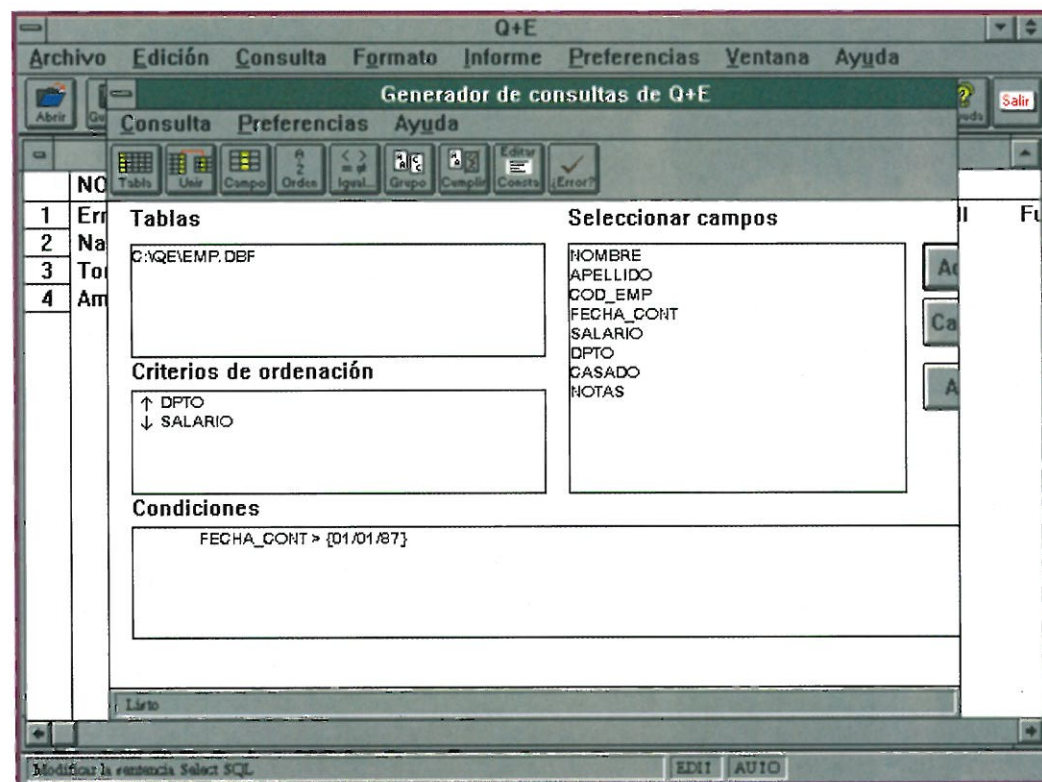 Q+E
Archivo Edición Consulta Formato Informe Preferencias Ventana Ayuda
Abrir
Salir
Generador de consultas de Q+E
Consulta Preferencias Ayuda
Tabla Unir Campo Orden Igual... Grupo Cumplir Editar Consta ¿Error?
NO
1 Err
2 Na
3 To
4 Am
Tablas
C:\QE\EMP.DBF
Criterios de ordenación
↑ DPTO
↓ SALARIO
Seleccionar campos
NOMBRE
APELLIDO
COD_EMP
FECHA_CONT
SALARIO
DPTO
CASADO
NOTAS
Ca
A
Condiciones
FECHA_CONT > {01/01/87}
Listo
Modificar la sentencia Select SQL
EDIT AUTO